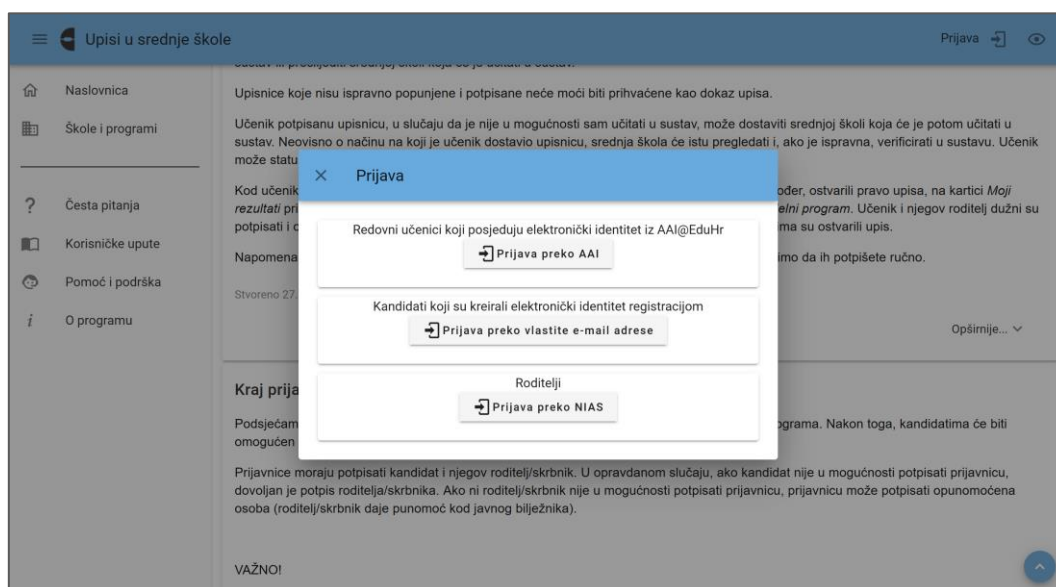 Upisi u srednje škole
Prijava
Naslovnica
Škole i programi
Česta pitanja
Korisničke upute
Pomoć i podrška
O programu
Upisnice koje nisu ispravno popunjene i potpisane neće moći biti prihvaćene kao dokaz upisa.
Učenik potpisanu upisnicu, u slučaju da je nije u mogućnosti sam učitati u sustav, može dostaviti srednjoj školi koja će je potom učitati u
sustav. Neovisno o načinu na koji je učenik dostavio upisnicu, srednja škola će istu pregledati i, ako je ispravna, verificirati u sustavu. Učenik
može statu
Kod učenik
ođer, ostvarili pravo upisa, na kartici Moji
rezultati pri
elni program. Učenik i njegov roditelj dužni su
potpisati i
ma su ostvarili upis.
Napomena
imo da ih potpišete ručno.
Stvoreno 27.
Opširnije...
Prijava
Redovni učenici koji posjeduju elektronički identitet iz AAI@EduHr
Prijava preko AAI
Kandidati koji su kreirali elektronički identitet registracijom
Prijava preko vlastite e-mail adrese
Roditelji
Prijava preko NIAS
Kraj prija
Podsjećam
ograma. Nakon toga, kandidatima će biti
omogućen
Prijavnice moraju potpisati kandidat i njegov roditelj/skrbnik. U opravdanom slučaju, ako kandidat nije u mogućnosti potpisati prijavnicu,
dovoljan je potpis roditelja/skrbnika. Ako ni roditelj/skrbnik nije u mogućnosti potpisati prijavnicu, prijavnicu može potpisati opunomoćena
osoba (roditelj/skrbnik daje punomoć kod javnog bilježnika).
VAŽNO!